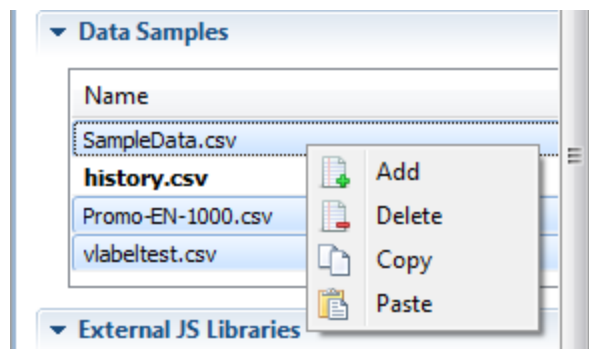 Data Samples
Name
SampleData.csv
history.csv
Promo-EN-1000.csv
vlabeltest.csv
Add
Delete
Copy
Paste
External JS Libraries